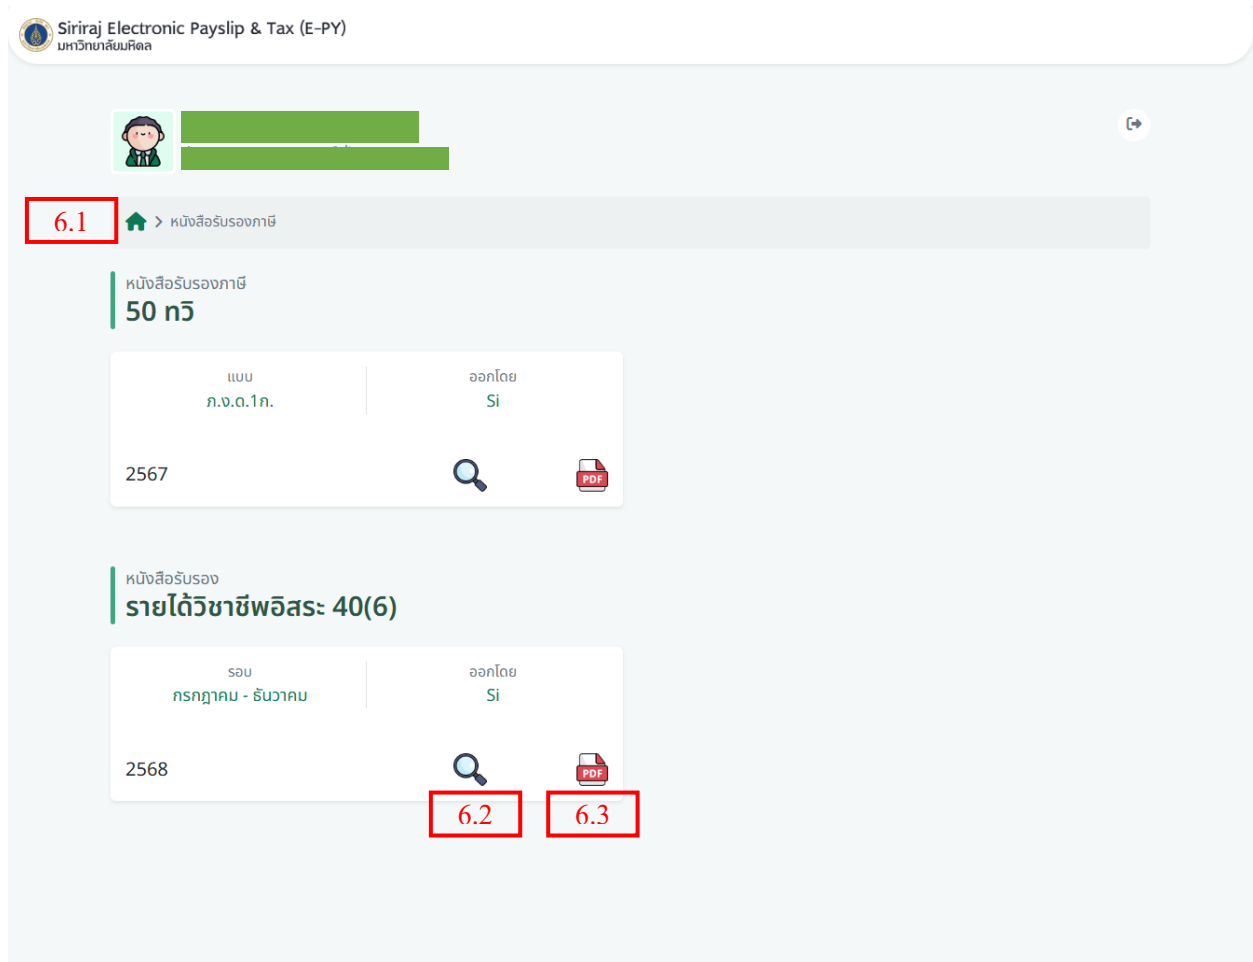 Siriraj Electronic Payslip & Tax (E-PY)
มหาวิทยาลัยมหิดล
6.1
หนังสือรับรองภาษี
หนังสือรับรองภาษี
50 ทวิ
แบบ
ออกโดย
ภ.ง.ด.1ก.
Si
2567
PDF
หนังสือรับรอง
รายได้วิชาชีพอิสระ 40(6)
รอบ
ออกโดย
กรกฎาคม - ธันวาคม
Si
2568
PDF
6.2
6.3